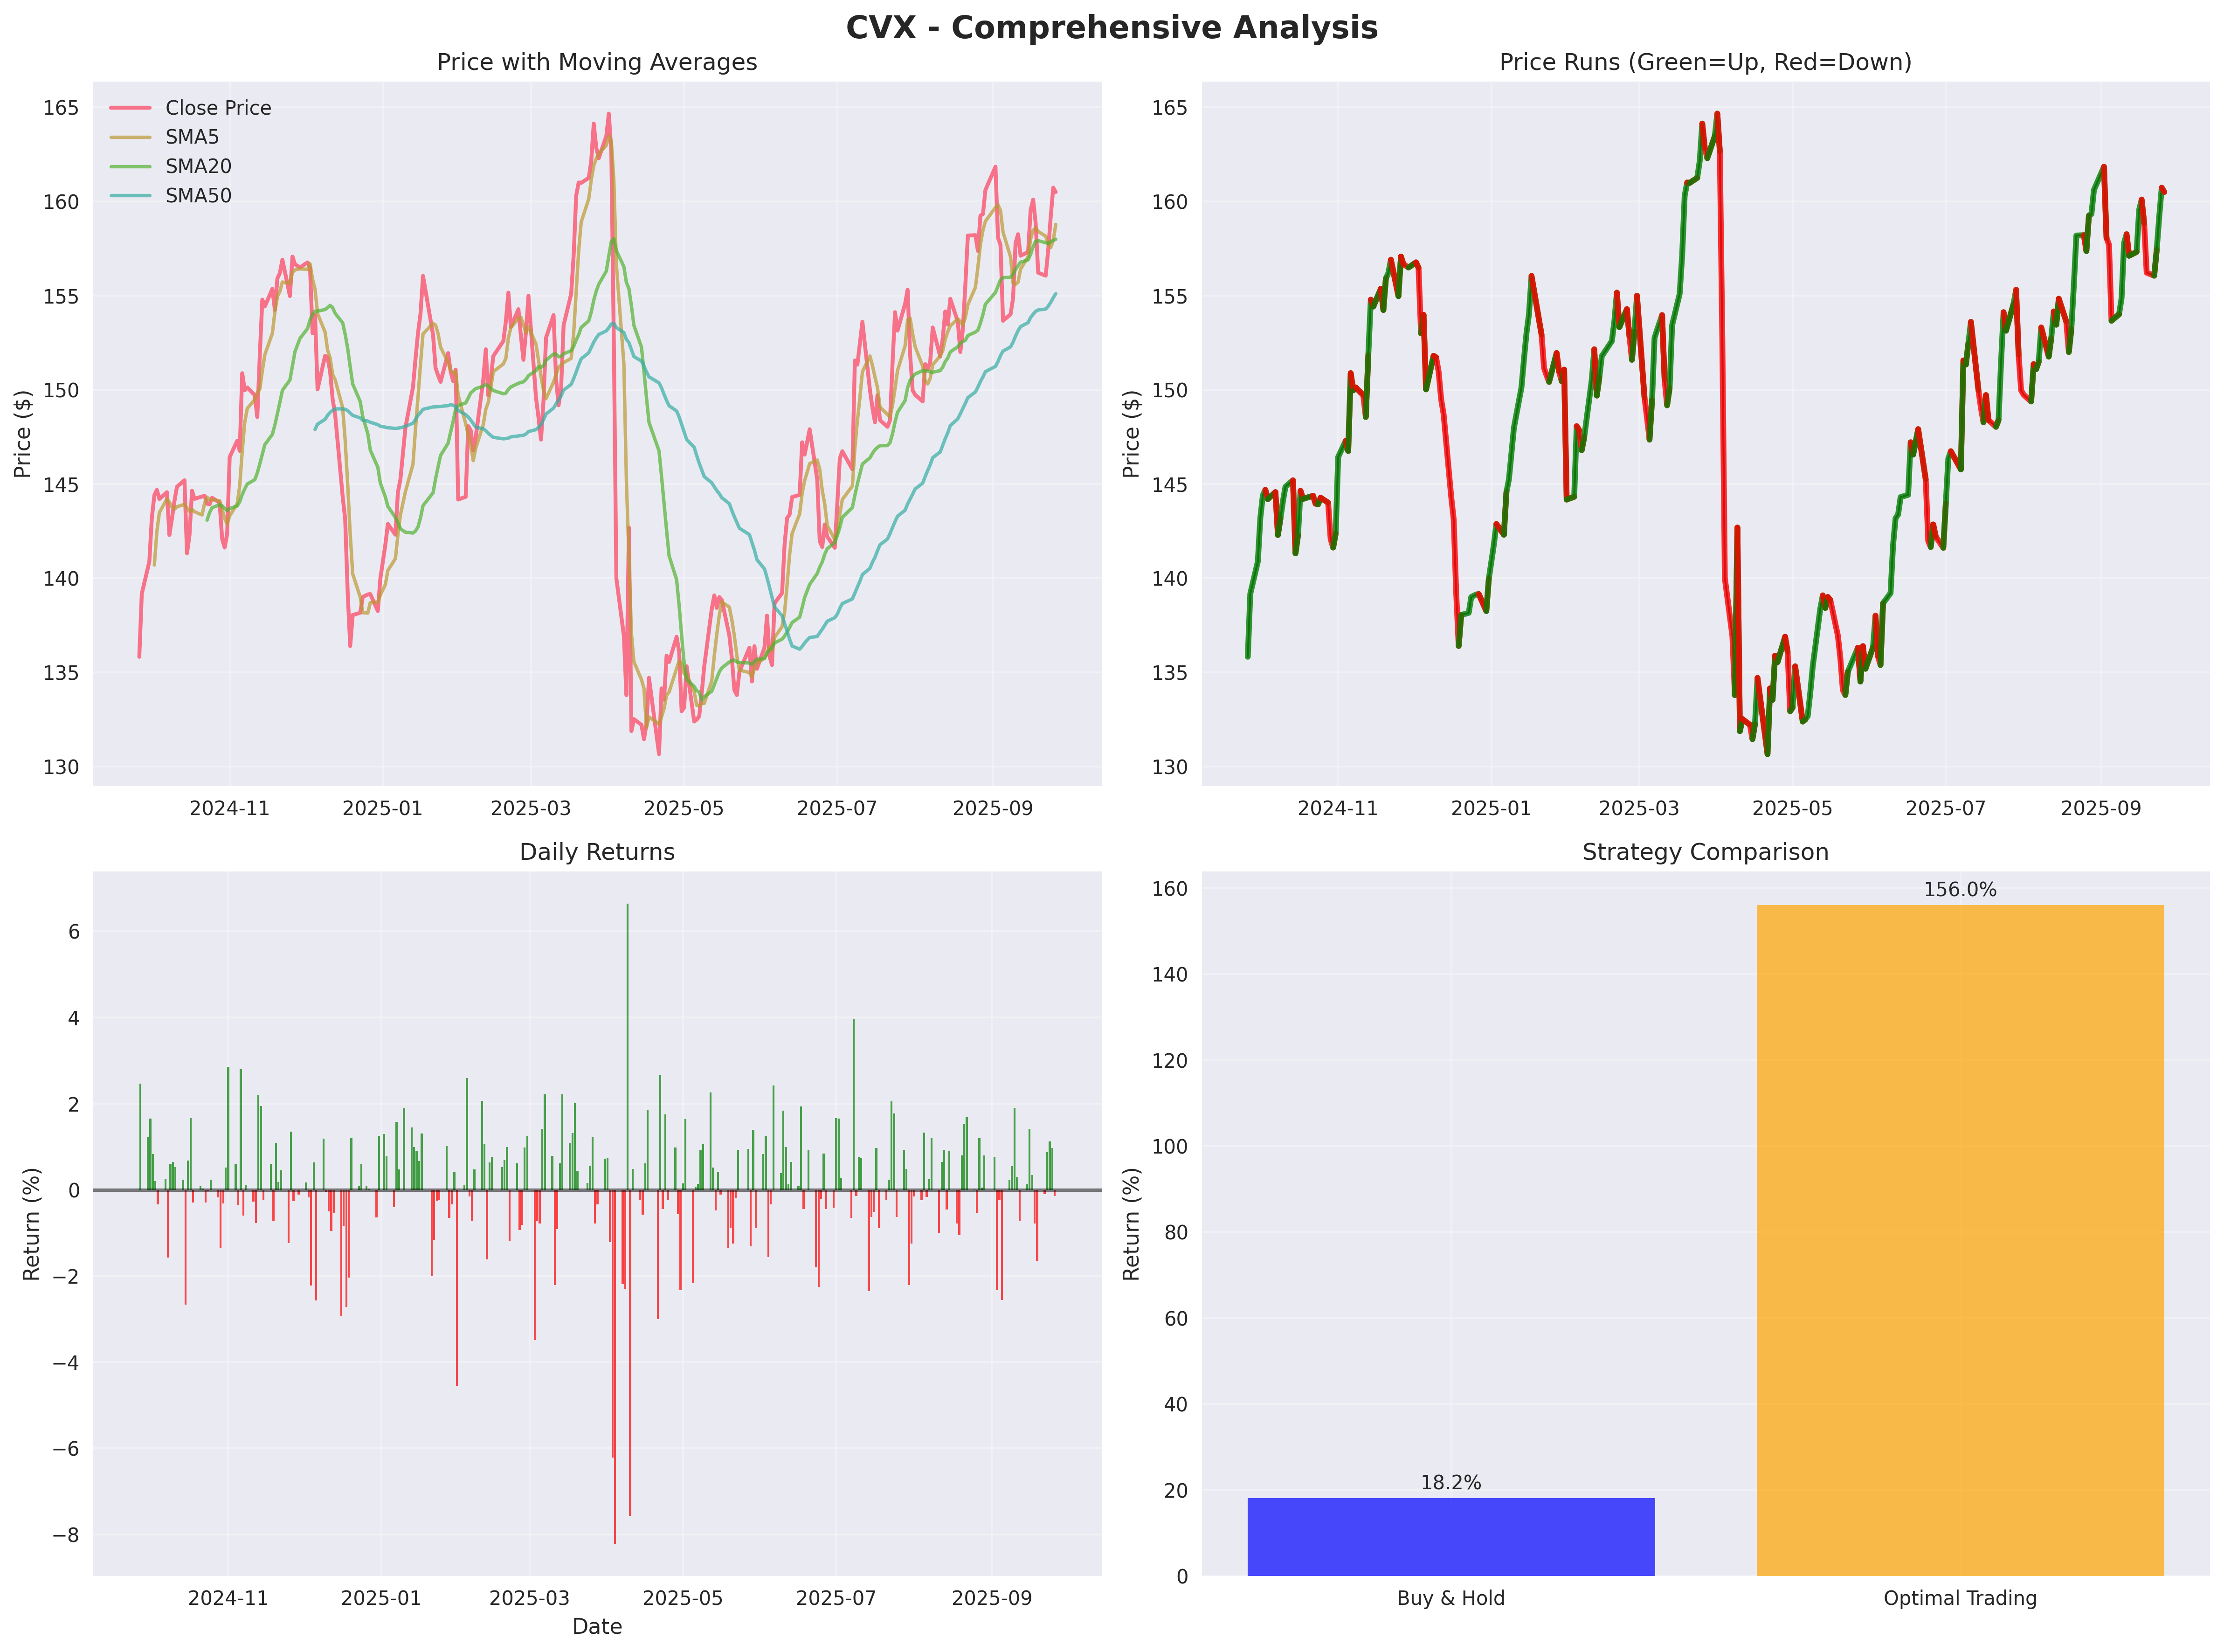 CVX - Comprehensive Analysis
Price with Moving Averages
Price ($)
165
160
155
150
145
140
135
130
Close Price
SMA5
SMA20
SMA50
2024-11 2025-01 2025-03 2025-05 2025-07 2025-09
Price Runs (Green=Up, Red=Down)
Price ($)
165
160
155
150
145
140
135
130
2024-11 2025-01 2025-03 2025-05 2025-07 2025-09
Daily Returns
Return (%)
6
4
2
0
−2
−4
−6
−8
2024-11 2025-01 2025-03 2025-05 2025-07 2025-09
Date
Strategy Comparison
Return (%)
160
140
120
100
80
60
40
20
0
18.2%
156.0%
Buy & Hold Optimal Trading